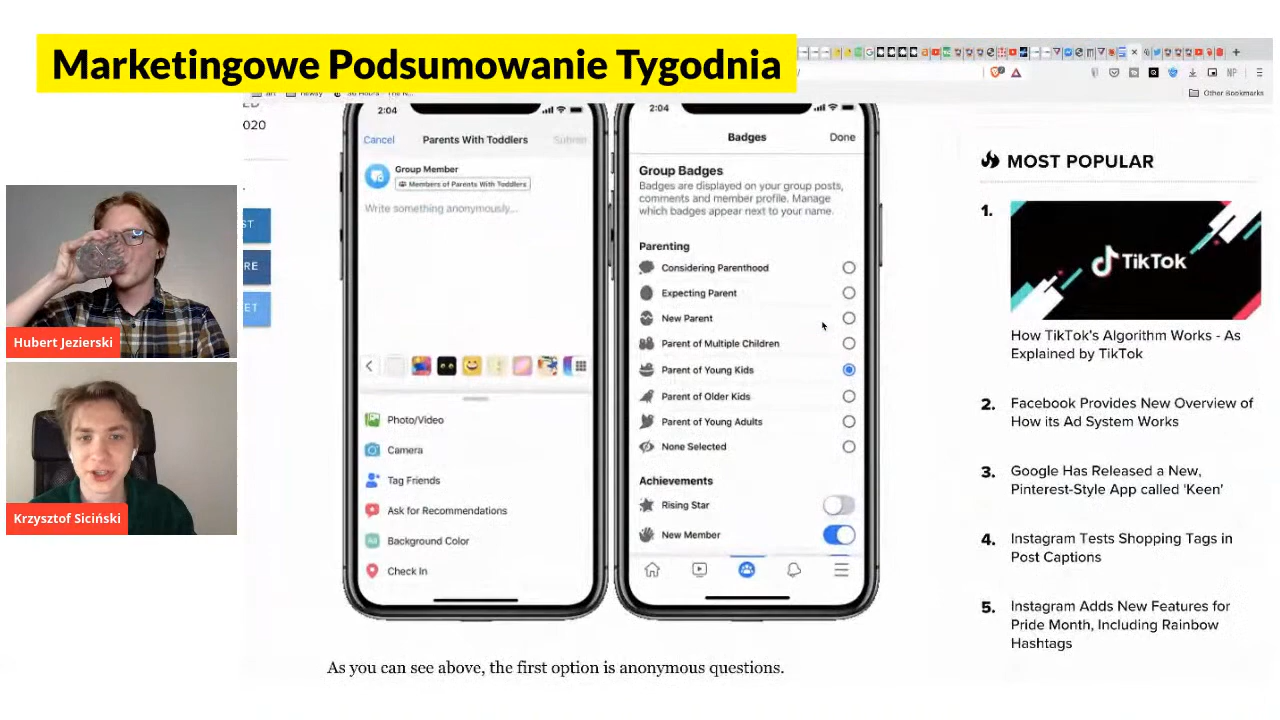 Marketingowe Podsumowanie Tygodnia
NP
Other Bookmarks
020
ST
RE
ET
Hubert Jezierski
Krzysztof Siciński
2:04
Cancel
Parents With Toddlers
Submit
Group Member
Members of Parents With Toddlers
Write something anonymously...
Photo/Video
Camera
Tag Friends
Ask for Recommendations
Background Color
Check In
2:04
Badges
Done
Group Badges
Badges are displayed on your group posts,
comments and member profile. Manage
which badges appear next to your name.
Parenting
Considering Parenthood
Expecting Parent
New Parent
Parent of Multiple Children
Parent of Young Kids
Parent of Older Kids
Parent of Young Adults
None Selected
Achievements
Rising Star
New Member
As you can see above, the first option is anonymous questions.
MOST POPULAR
1.
TikTok
How TikTok's Algorithm Works - As
Explained by TikTok
2. Facebook Provides New Overview of
How its Ad System Works
3. Google Has Released a New,
Pinterest-Style App called 'Keen'
4. Instagram Tests Shopping Tags in
Post Captions
5. Instagram Adds New Features for
Pride Month, Including Rainbow
Hashtags